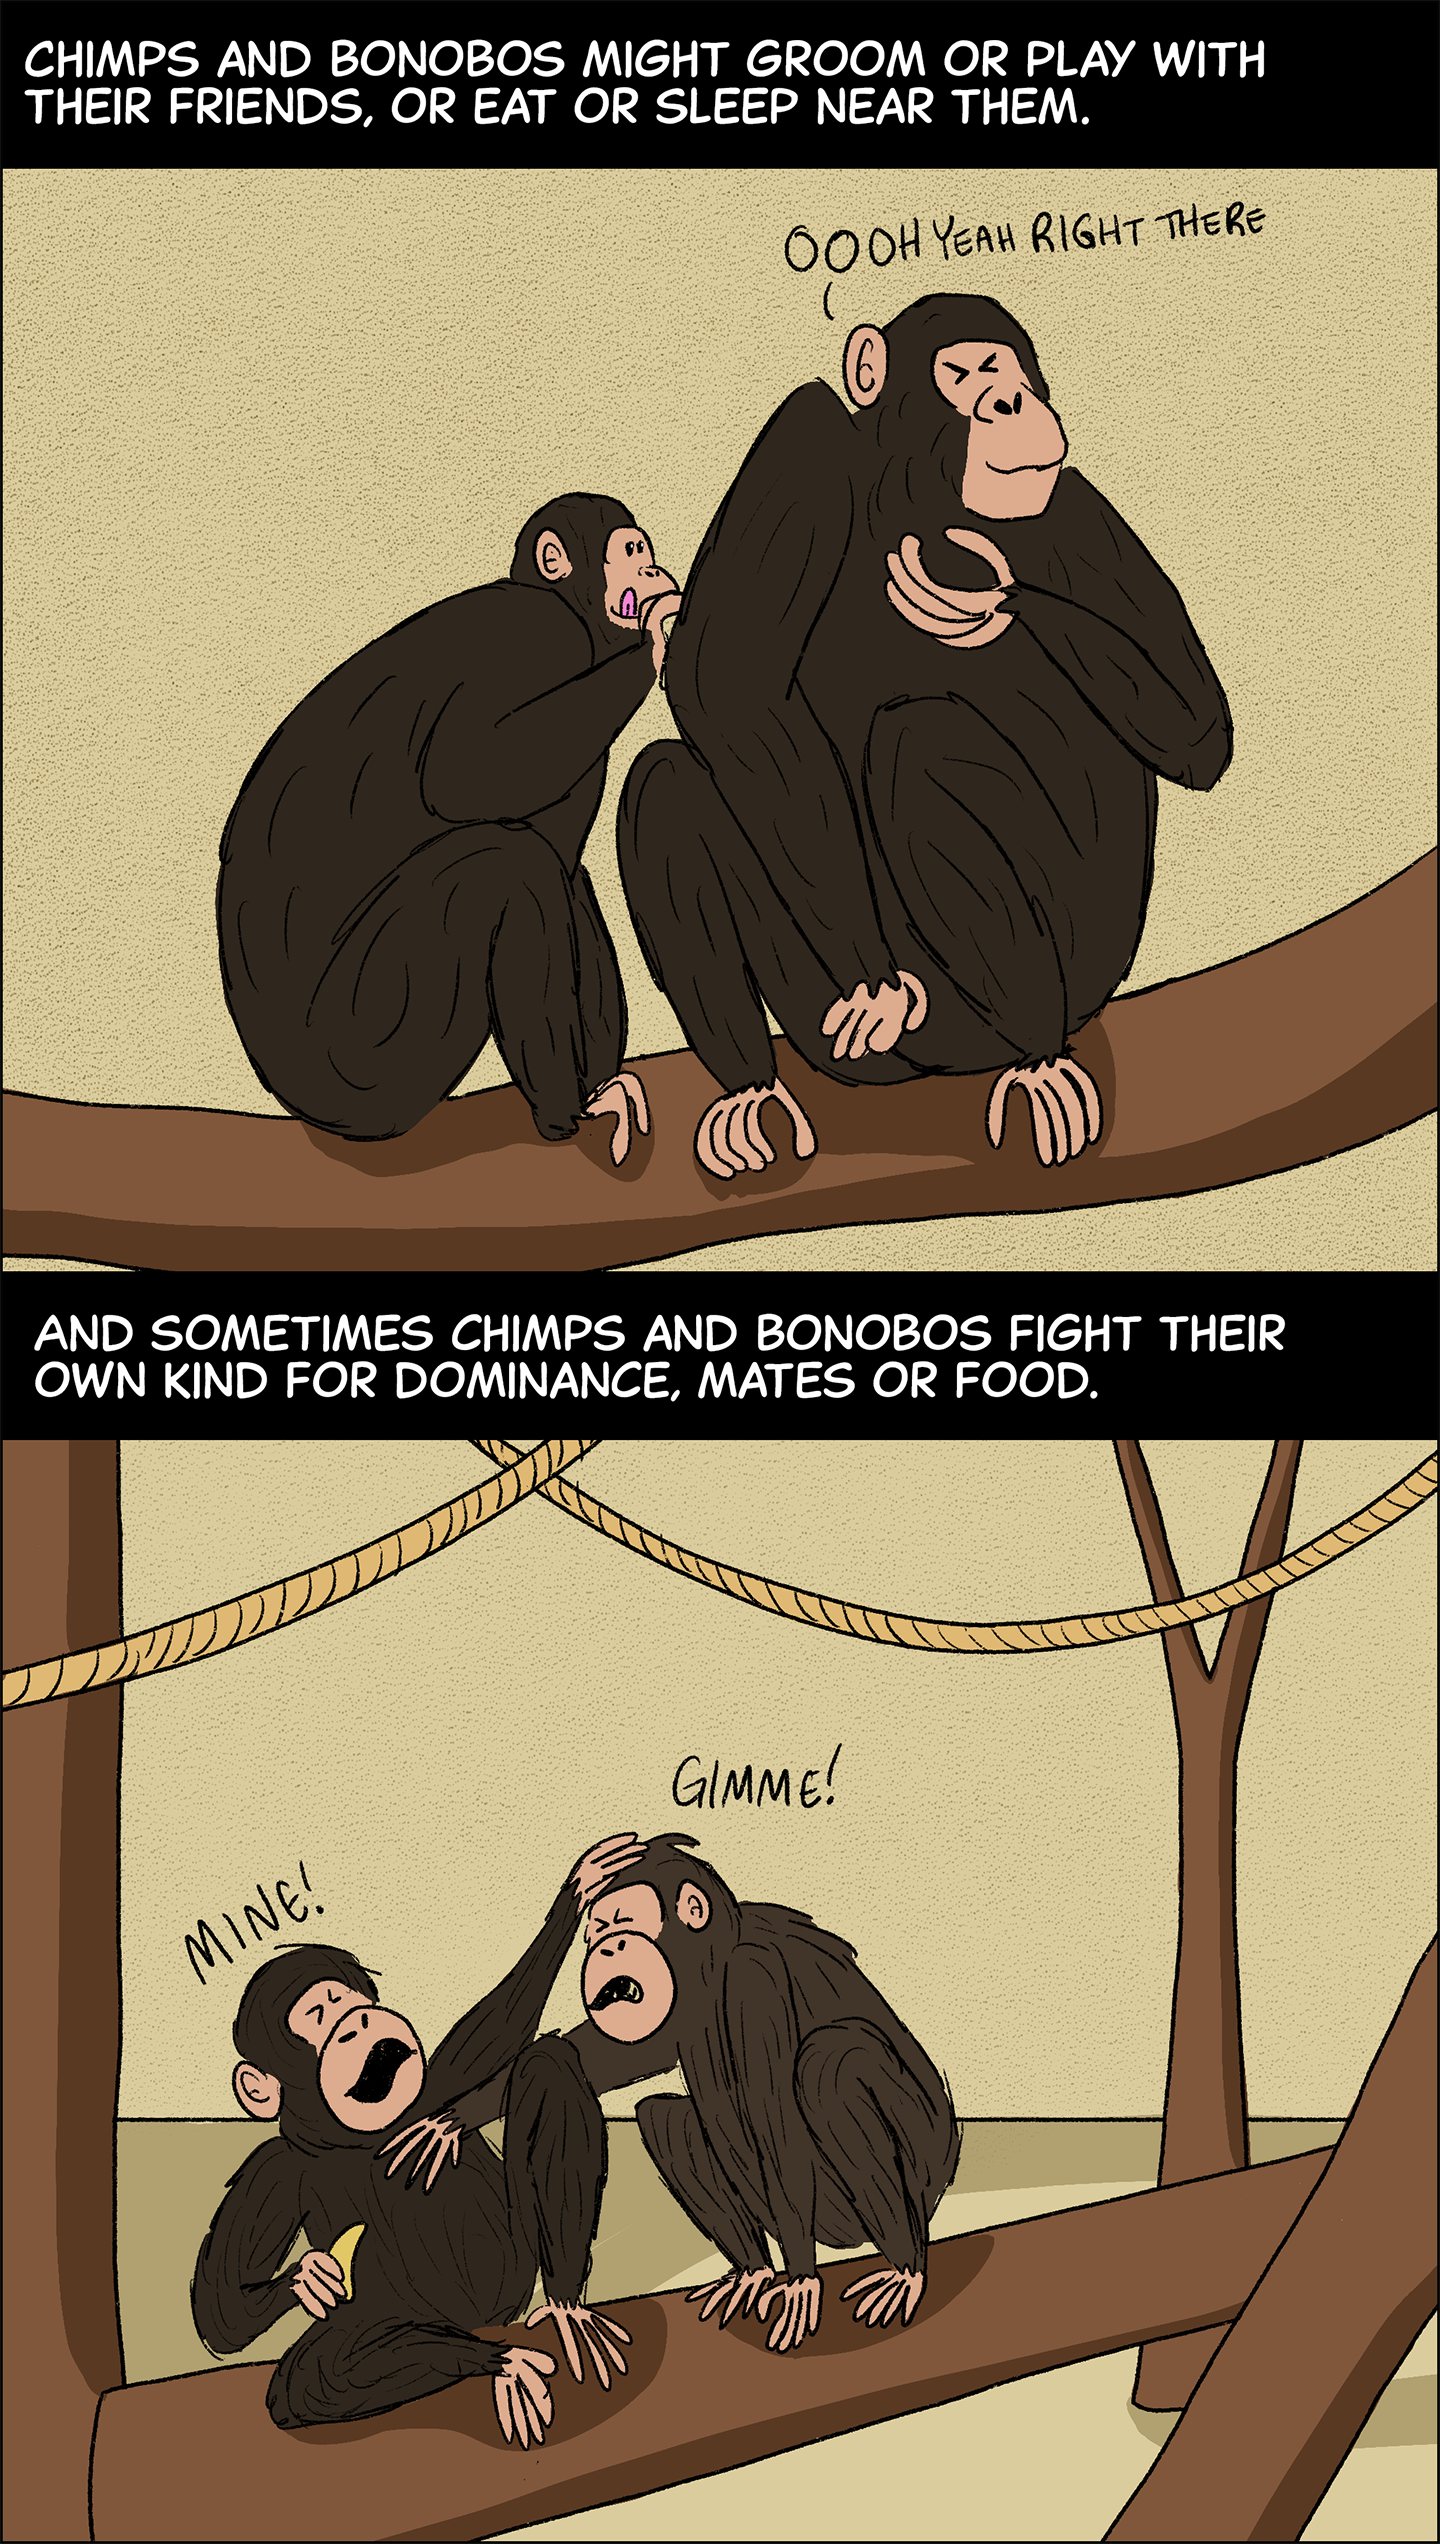 CHIMPS AND BONOBOS MIGHT GROOM OR PLAY WITH
THEIR FRIENDS, OR EAT OR SLEEP NEAR THEM.
OOOH YEAH RIGHT THERE
AND SOMETIMES CHIMPS AND BONOBOS FIGHT THEIR
OWN KIND FOR DOMINANCE, MATES OR FOOD.
GIMME!
MINE!